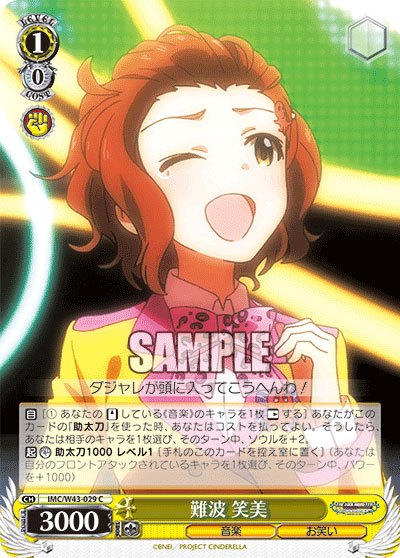 LEVEL
1
0
COST
SAMPLE
ダジャレが頭に入ってこうへんわ！
自 [① あなたの している《音楽》のキャラを1枚 する] あなたがこの
カードの『助太刀』を使った時、あなたはコストを払ってよい。そうしたら、
あなたは相手のキャラを1枚選び、そのターン中、ソウルを＋2。
起 助太刀1000 レベル1 [手札のこのカードを控え室に置く] (あなたは
自分のフロントアタックされているキャラを1枚選び、そのターン中、パワー
を＋1000)
CH IMC/W43-029 C
3000
難波 笑美
音楽 お笑い
©BNEI／PROJECT CINDERELLA